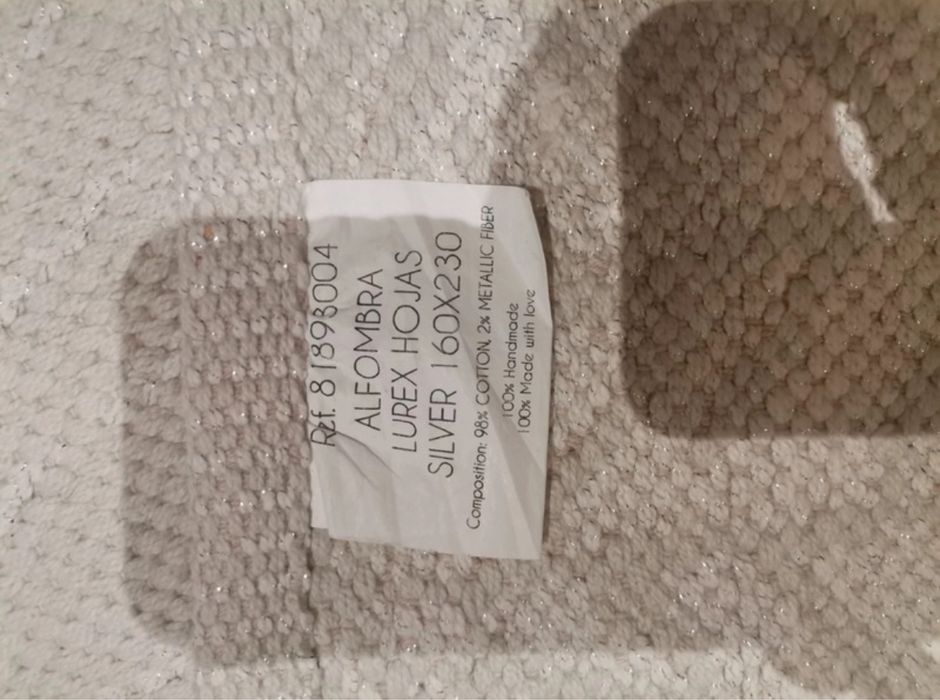 Ref. 81893004
ALFOMBRA
LUREX HOJAS
SILVER 160X230
Composition: 98% COTTON, 2% METALLIC FIBER
100% Handmade
100% Made with love